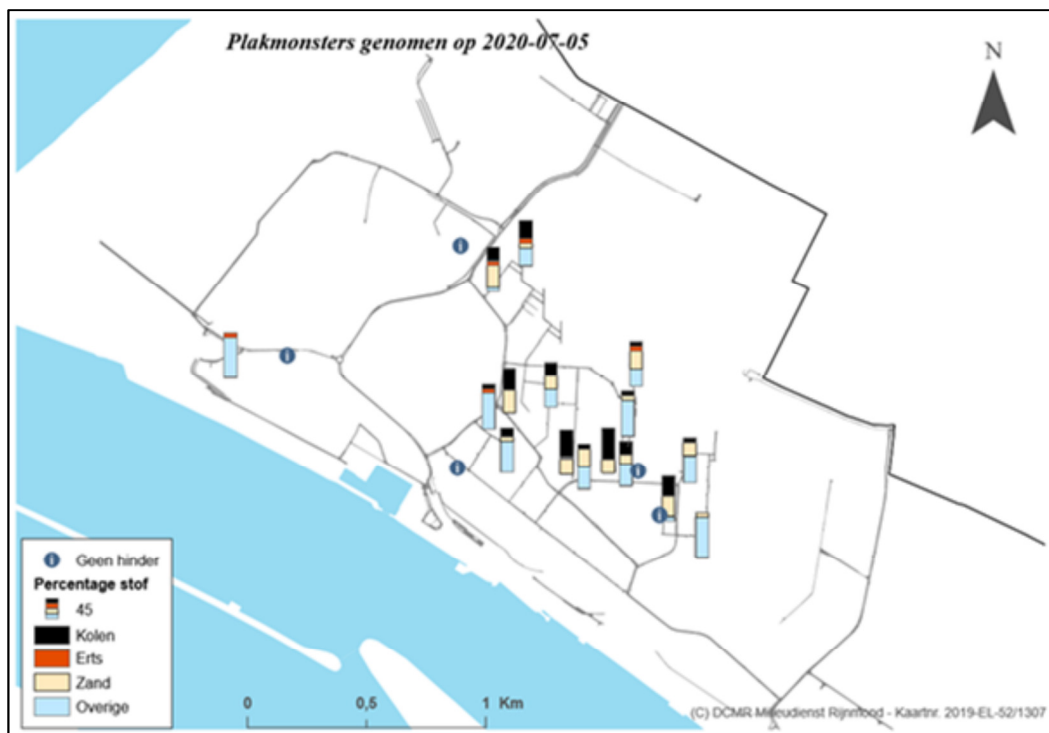 Plakmonsters genomen op 2020-07-05
N
Geen hinder
Percentage stof
45
Kolen
Erts
Zand
Overige
0 0,5 1 Km
(C) DCMR Milieudienst Rijnmond - Kaartnr. 2019-EL-52/1307